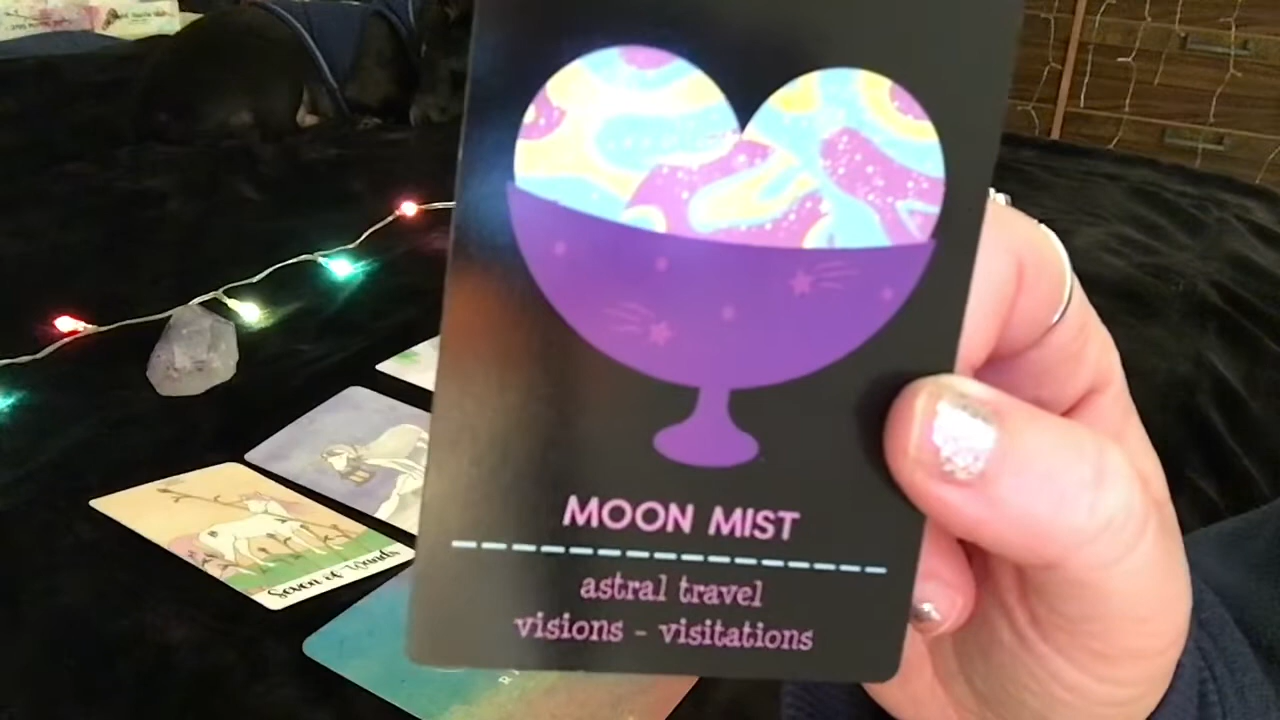 MOON MIST
astral travel
visions - visitations
Seven of Wands